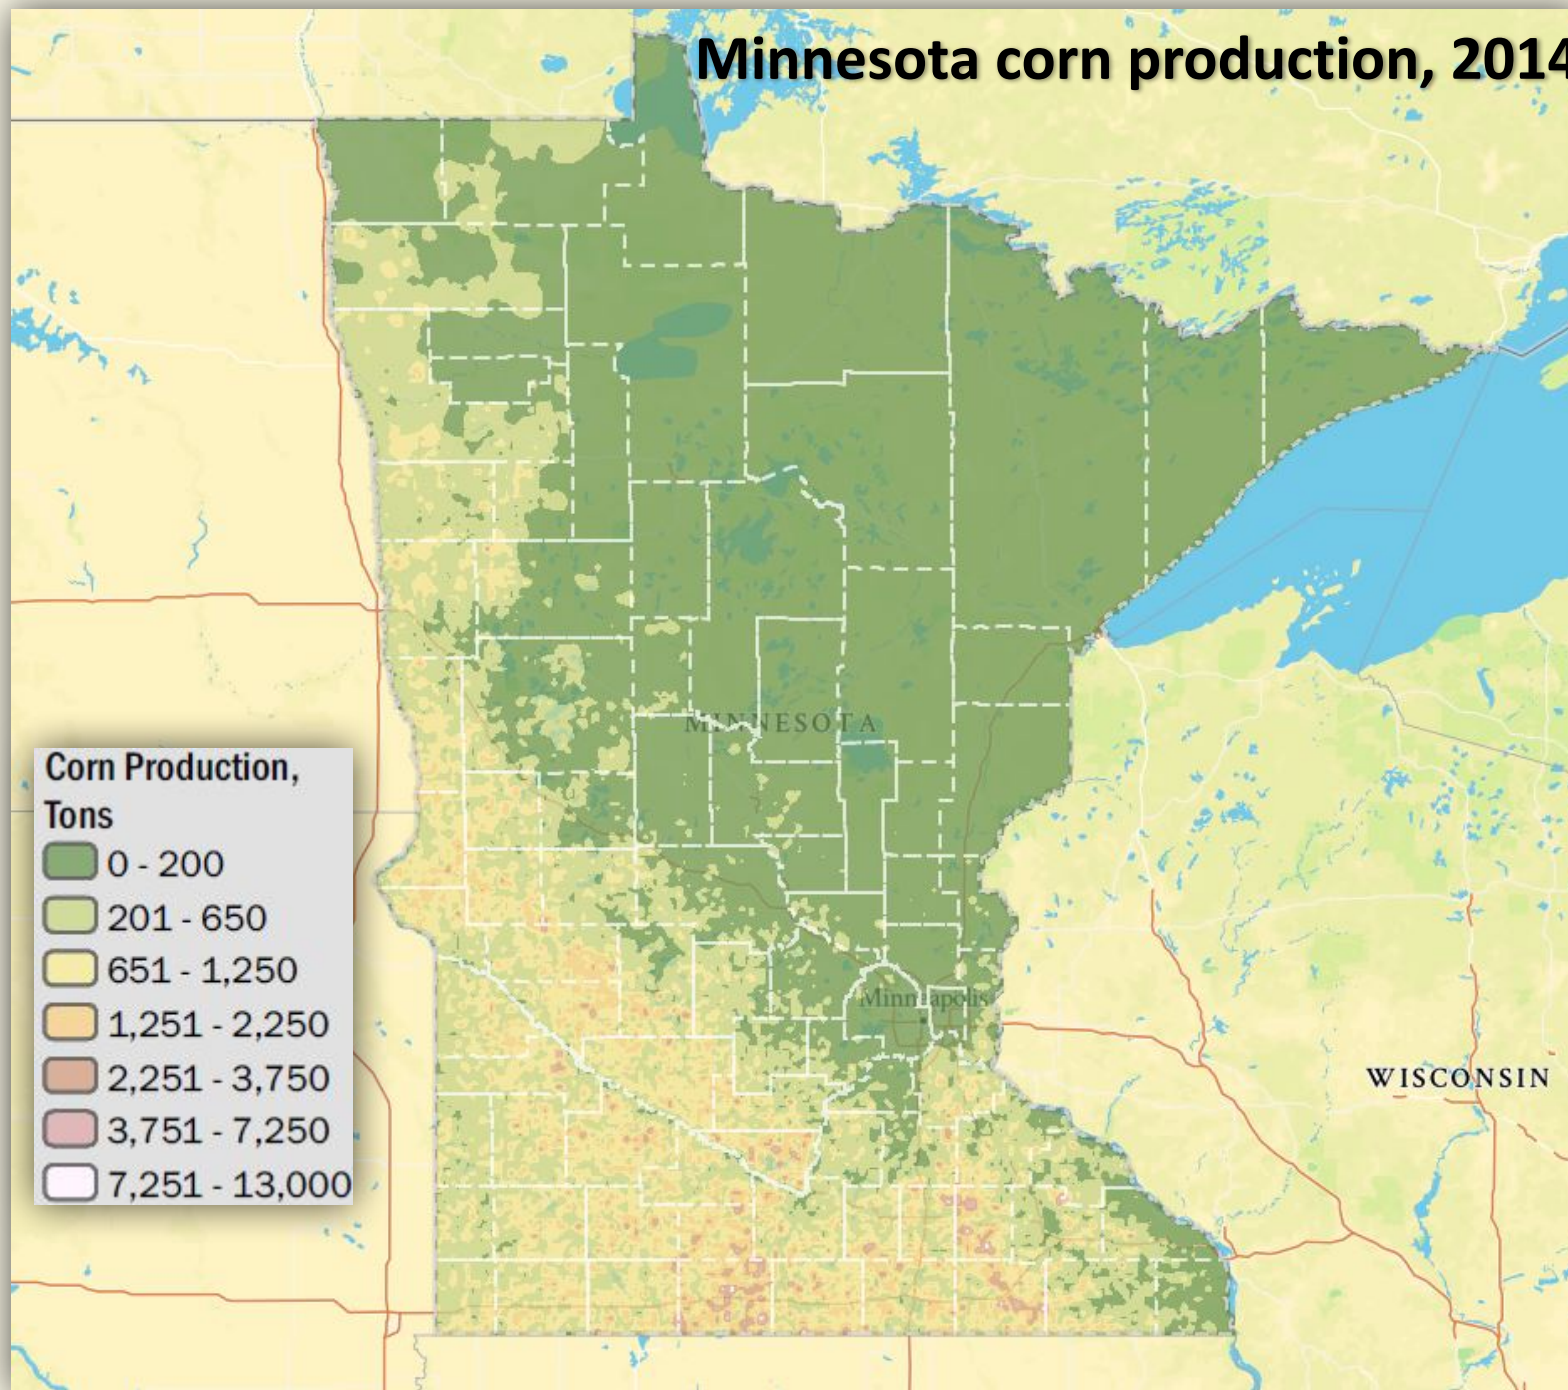 Minnesota corn production, 2014
MINNESOTA
Minneapolis
WISCONSIN
Corn Production,
Tons
0 - 200
201 - 650
651 - 1,250
1,251 - 2,250
2,251 - 3,750
3,751 - 7,250
7,251 - 13,000